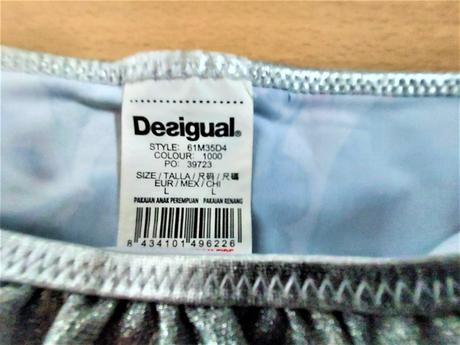 Desigual®
STYLE: 61M35D4
COLOUR: 1000
PO: 39723
SIZE / TALLA / 尺码 / 尺碼
EUR / MEX / CHI
L L
PAKAIAN ANAK PEREMPUAN PAKAIAN RENANG
8 434101 496226